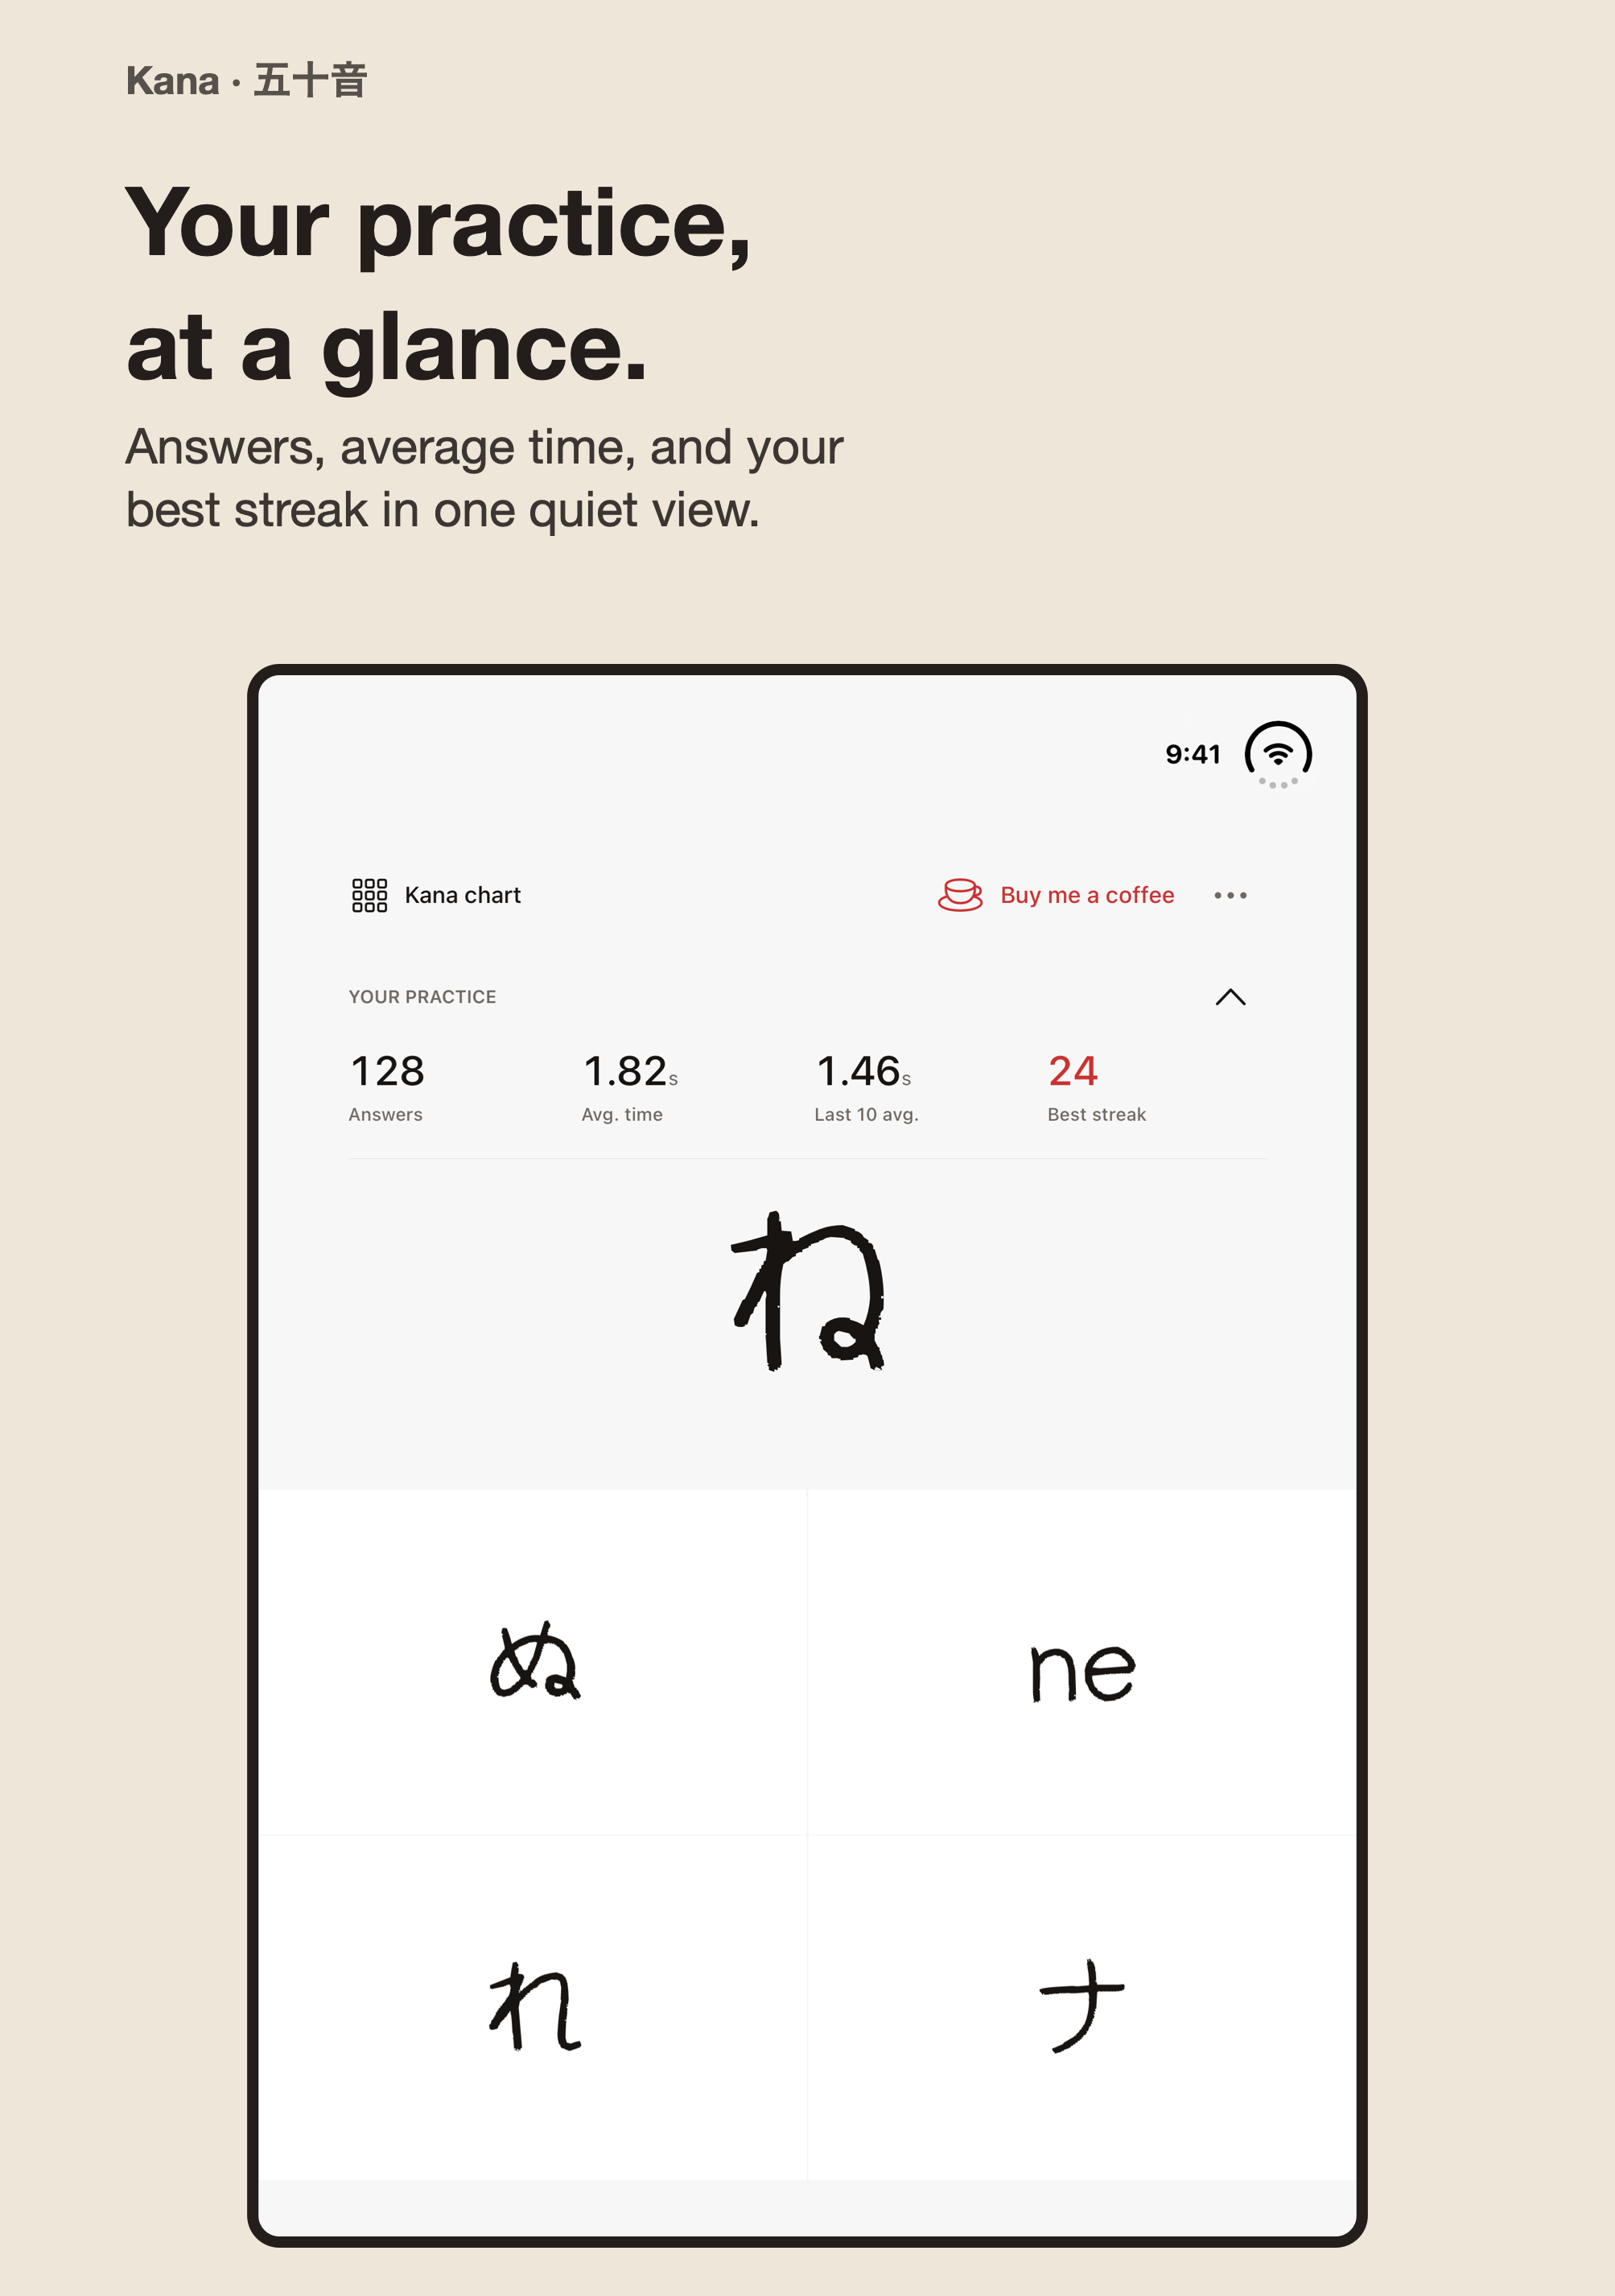 Kana · 五十音
Your practice,
at a glance.
Answers, average time, and your
best streak in one quiet view.
9:41
Kana chart
Buy me a coffee
YOUR PRACTICE
128 1.82s 1.46s 24
Answers Avg. time Last 10 avg. Best streak
ね
ぬ ne
れ ナ